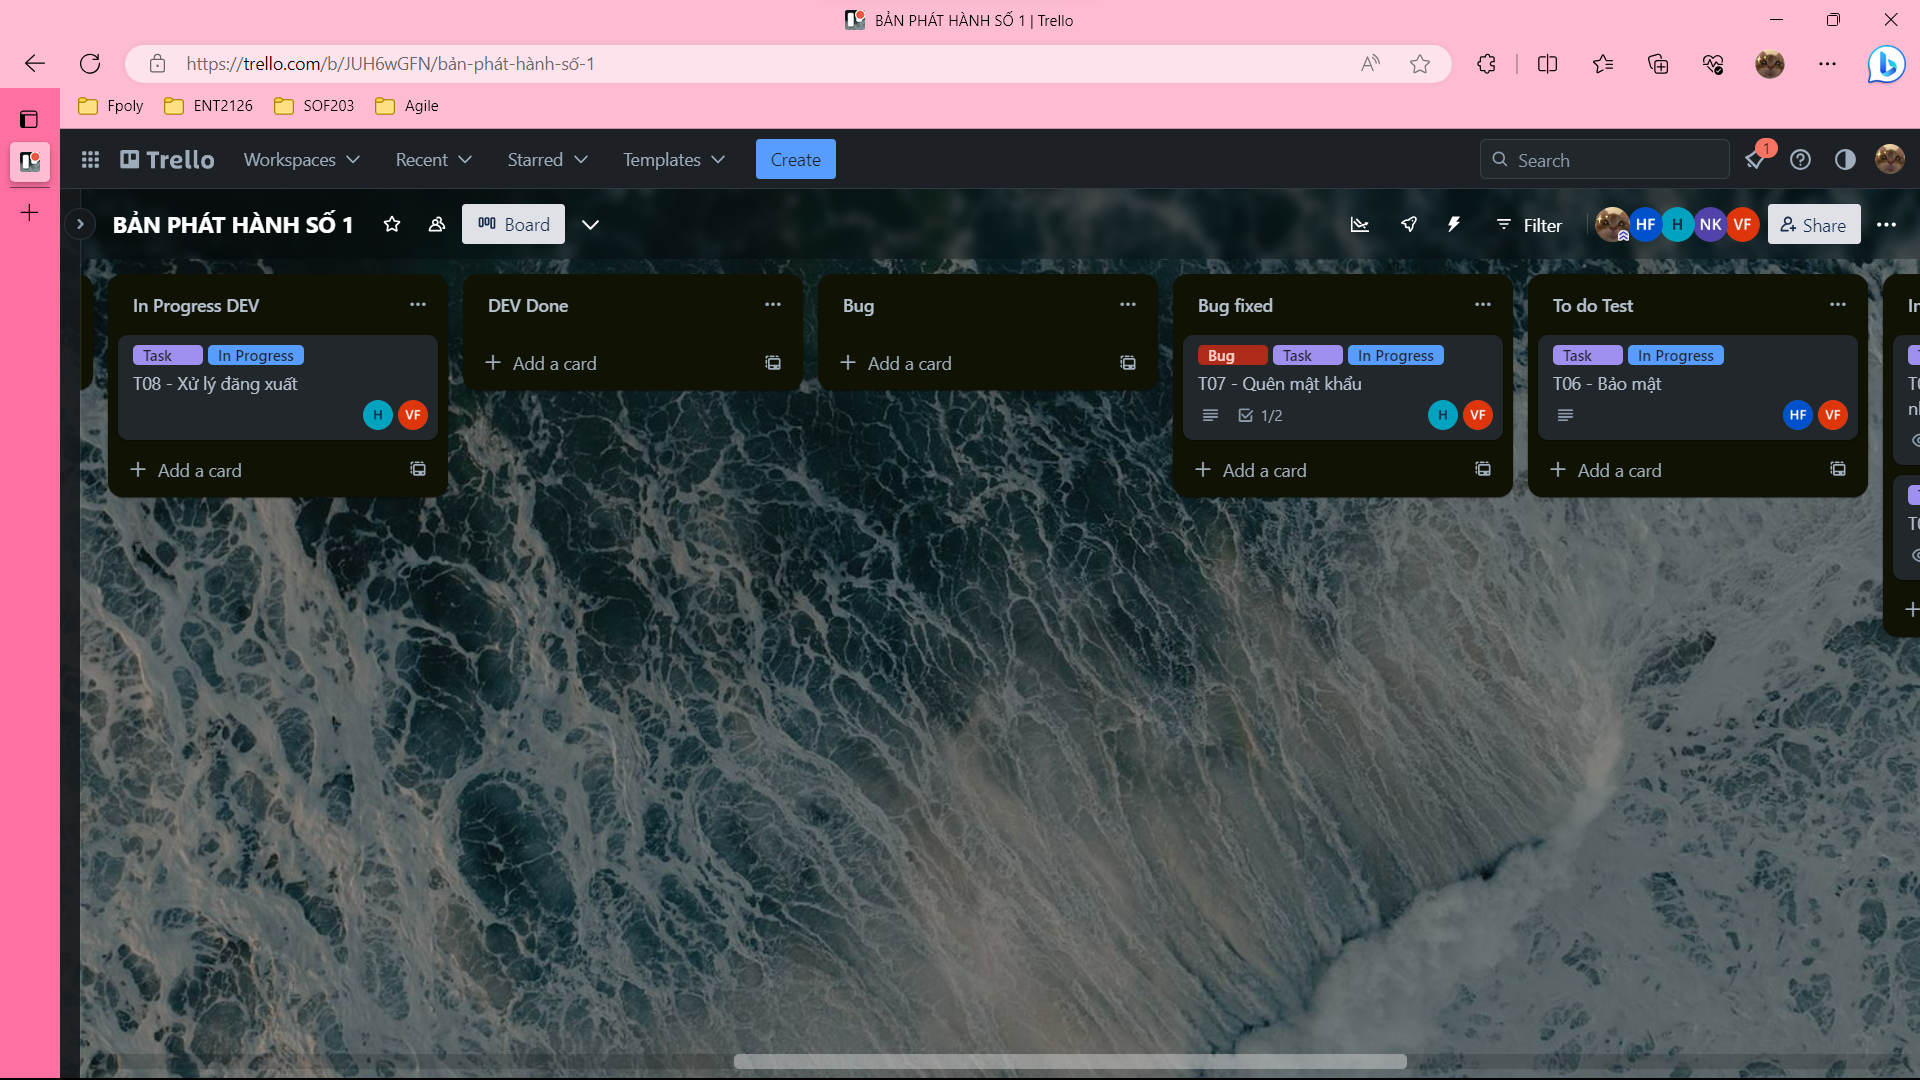 BẢN PHÁT HÀNH SỐ 1 | Trello
https://trello.com/b/JUH6wGFN/bản-phát-hành-số-1
Fpoly ENT2126 SOF203 Agile
Trello Workspaces Recent Starred Templates Create Search 1
BẢN PHÁT HÀNH SỐ 1 Board Filter HF H NK VF Share
In Progress DEV
Task In Progress
T08 - Xử lý đăng xuất
H VF
Add a card
DEV Done
Add a card
Bug
Add a card
Bug fixed
Bug Task In Progress
T07 - Quên mật khẩu
1/2 H VF
Add a card
To do Test
Task In Progress
T06 - Bảo mật
HF VF
Add a card